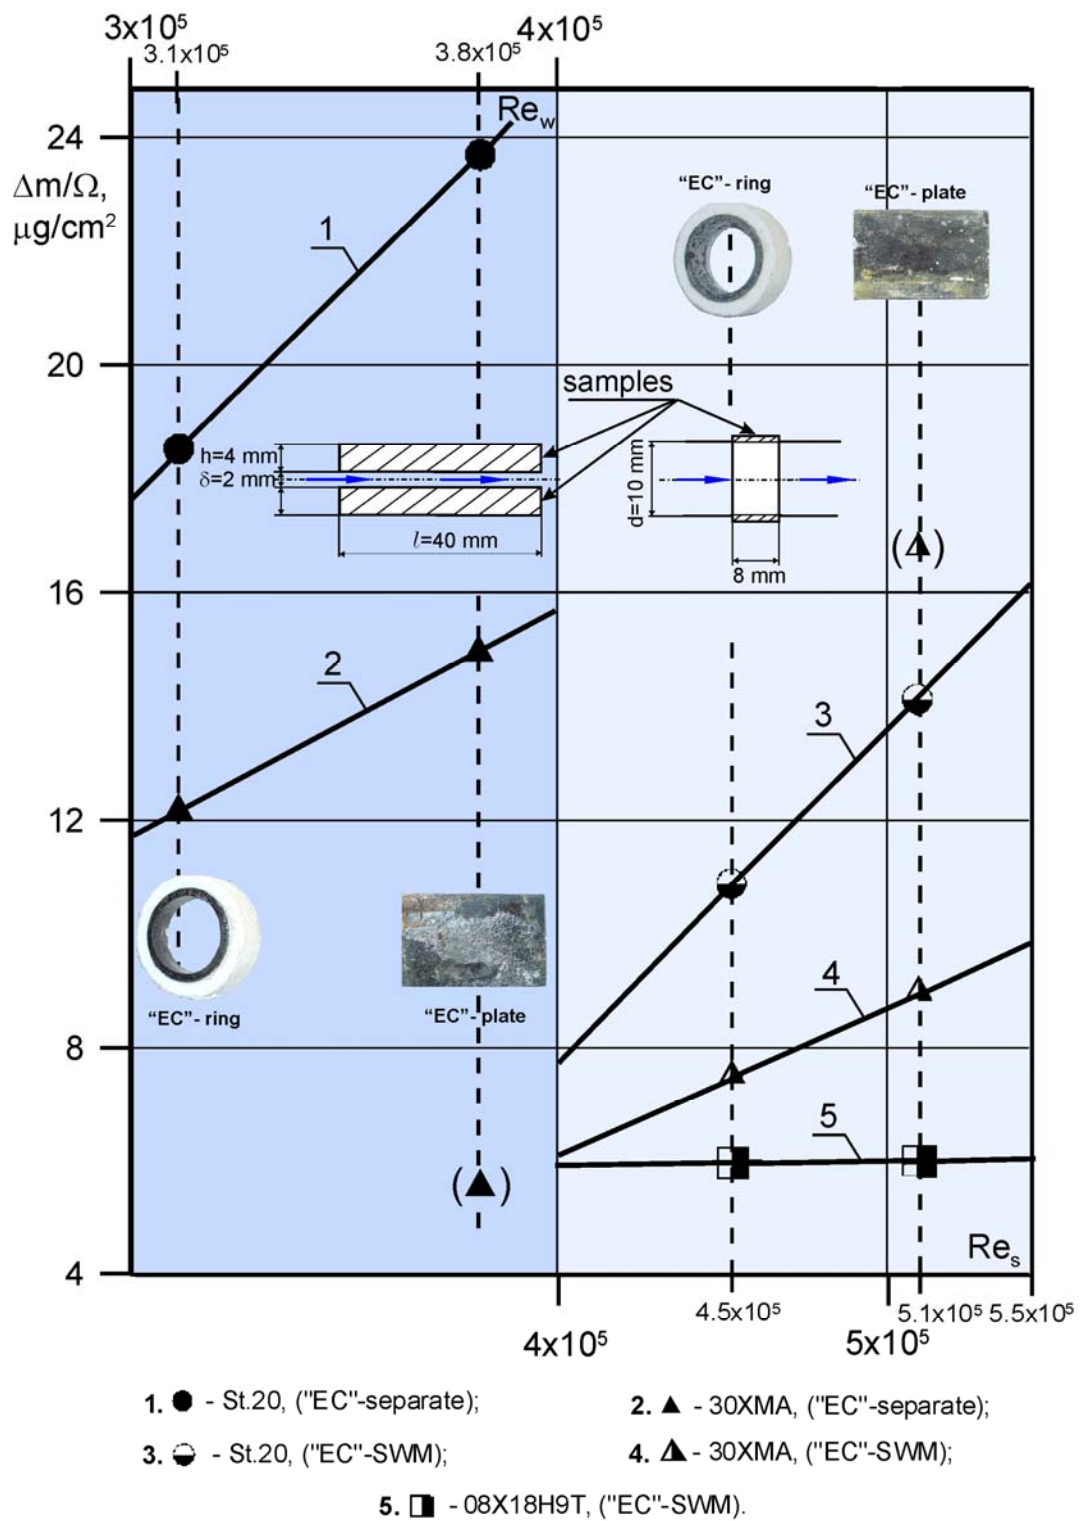 3x10⁵
4x10⁵
3.1x10⁵
3.8x10⁵
Re_w
24
Δm/Ω,
μg/cm²
1
"EC"- ring
"EC"- plate
20
samples
h=4 mm
δ=2 mm
l=40 mm
d=10 mm
8 mm
( )
16
2
3
12
"EC"- ring
"EC"- plate
4
8
5
( )
Re_s
4
4.5x10⁵
5.1x10⁵
5.5x10⁵
4x10⁵
5x10⁵
1. ● - St.20, ("EC"-separate);
2. ▲ - 30XMA, ("EC"-separate);
3. ◒ - St.20, ("EC"-SWM);
4. ◮ - 30XMA, ("EC"-SWM);
5. ◨ - 08X18H9T, ("EC"-SWM).